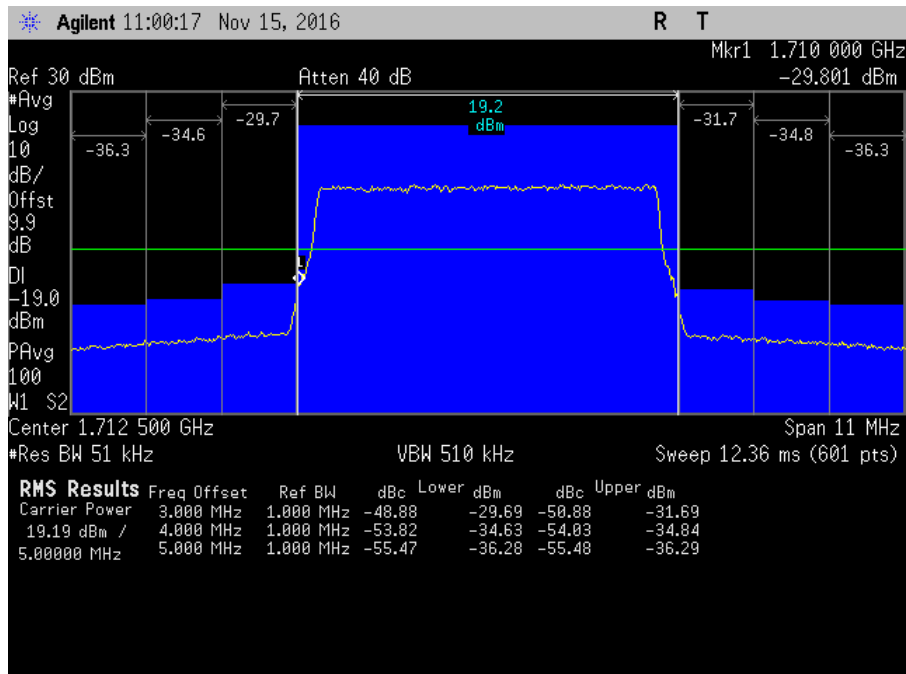 Agilent 11:00:17 Nov 15, 2016 R T
Mkr1 1.710 000 GHz
Ref 30 dBm Atten 40 dB -29.801 dBm
#Avg
Log
10
dB/
Offst
9.9
dB
DI
-19.0
dBm
PAvg
100
W1 S2
-36.3 -34.6 -29.7 19.2 dBm -31.7 -34.8 -36.3
1
Center 1.712 500 GHz Span 11 MHz
#Res BW 51 kHz VBW 510 kHz Sweep 12.36 ms (601 pts)
RMS Results Freq Offset Ref BW dBc Lower dBm dBc Upper dBm
Carrier Power 3.000 MHz 1.000 MHz -48.88 -29.69 -50.88 -31.69
19.19 dBm / 4.000 MHz 1.000 MHz -53.82 -34.63 -54.03 -34.84
5.00000 MHz 5.000 MHz 1.000 MHz -55.47 -36.28 -55.48 -36.29